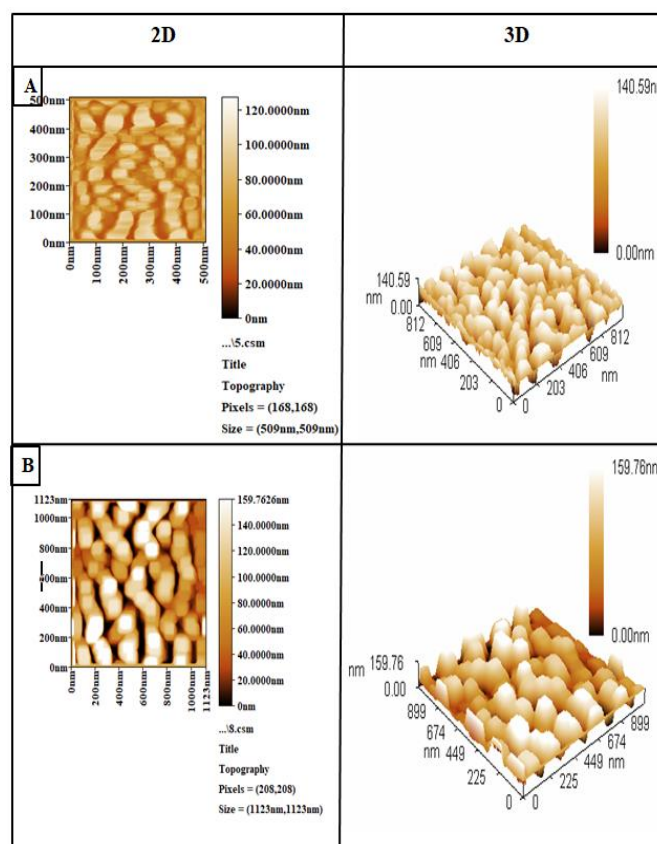 2D
3D
A
500nm
400nm
300nm
200nm
100nm
0nm
0nm
100nm
200nm
300nm
400nm
500nm
120.0000nm
100.0000nm
80.0000nm
60.0000nm
40.0000nm
20.0000nm
0nm
...\5.csm
Title
Topography
Pixels = (168,168)
Size = (509nm,509nm)
140.59nm
0.00nm
140.59
nm
0.00
812
609
nm 406
203
0
0
203
406
609
812
nm
B
1123nm
1000nm
800nm
600nm
400nm
200nm
0nm
0nm
200nm
400nm
600nm
800nm
1000nm
1123nm
159.7626nm
140.0000nm
120.0000nm
100.0000nm
80.0000nm
60.0000nm
40.0000nm
20.0000nm
0nm
...\8.csm
Title
Topography
Pixels = (208,208)
Size = (1123nm,1123nm)
159.76nm
0.00nm
nm 159.76
0.00
899
674
nm 449
225
0
0
225
449
674
899
nm